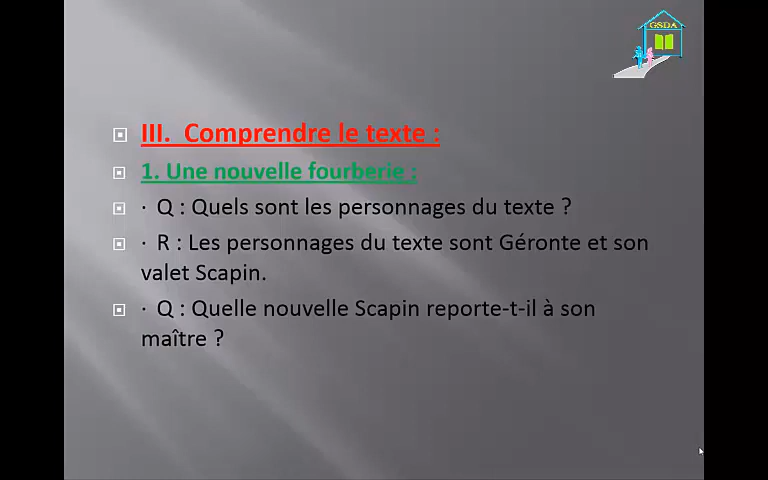 GSDA
III. Comprendre le texte :
1. Une nouvelle fourberie :
· Q : Quels sont les personnages du texte ?
· R : Les personnages du texte sont Géronte et son
valet Scapin.
· Q : Quelle nouvelle Scapin reporte-t-il à son
maître ?